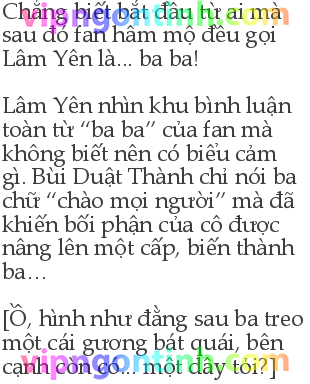 Chẳng biết bắt đầu từ ai mà
vipngontinh.com
sau đó fan hâm mộ đều gọi
Lâm Yên là... ba ba!
Lâm Yên nhìn khu bình luận
toàn từ “ba ba” của fan mà
không biết nên có biểu cảm
gì. Bùi Duật Thành chỉ nói ba
chữ “chào mọi người” mà đã
khiến bối phận của cô được
nâng lên một cấp, biến thành
ba...
[Ồ, hình như đằng sau ba treo
một cái gương bát quái, bên
vipngontinh.com
cạnh còn có... một dây tỏi?]